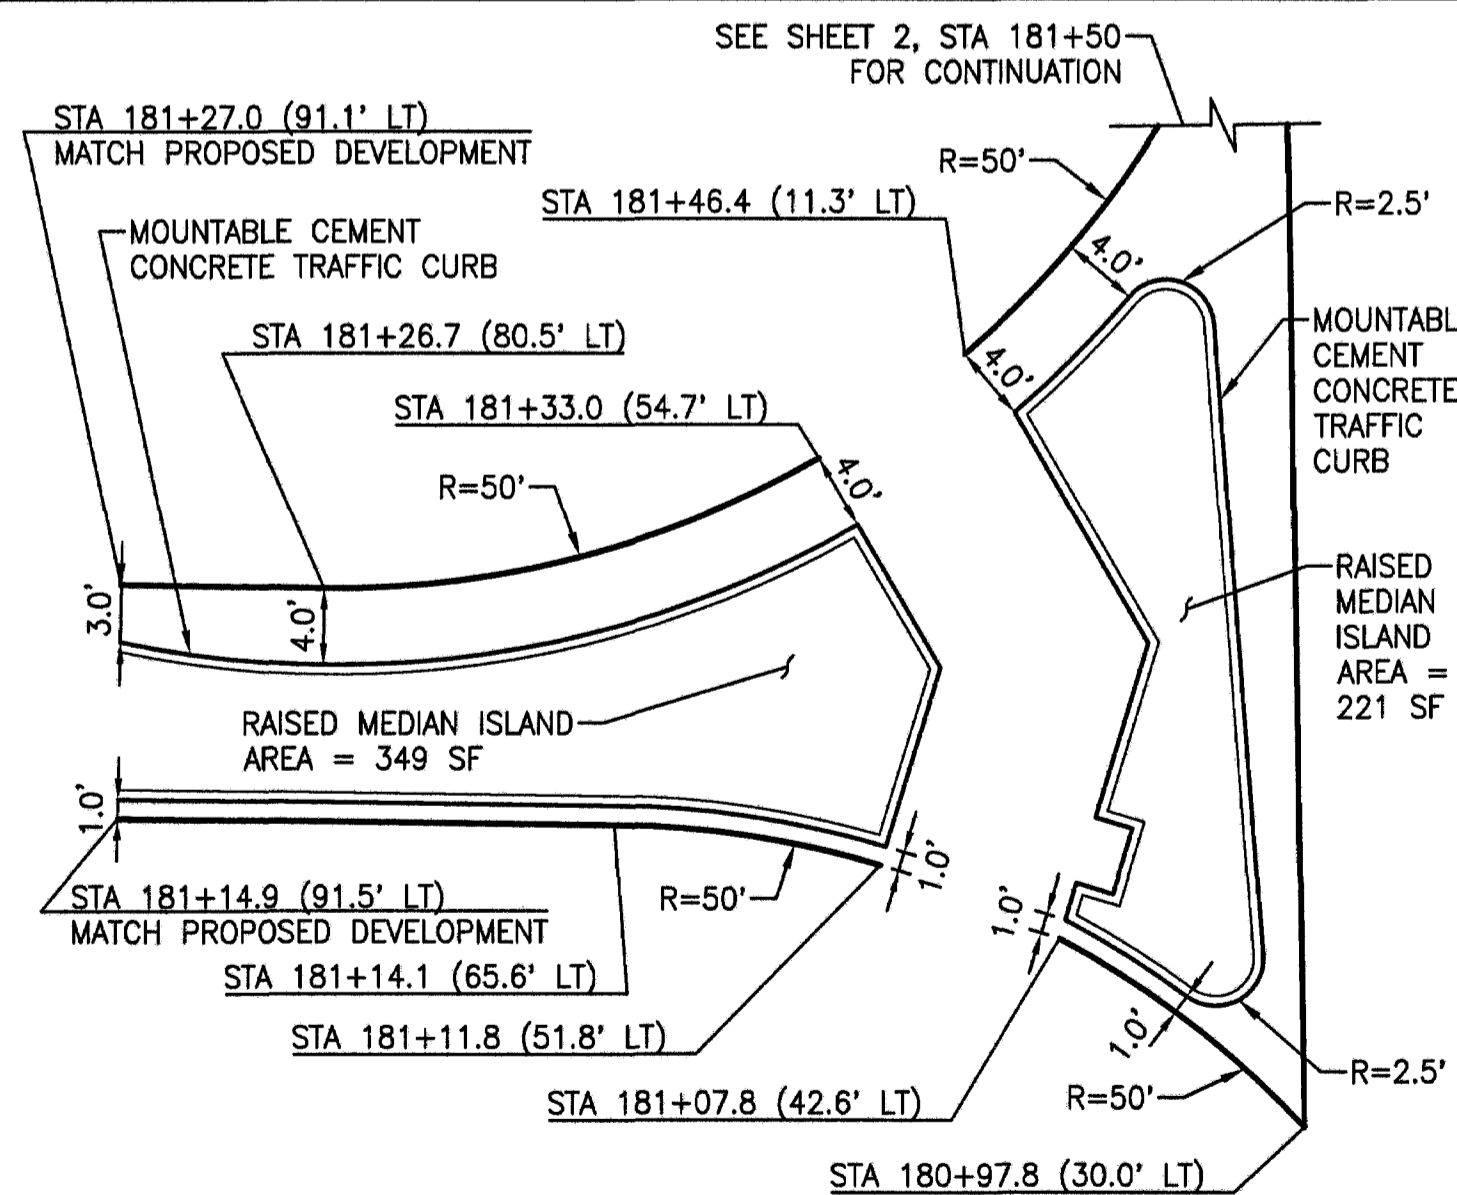 SEE SHEET 2, STA 181+50
FOR CONTINUATION
STA 181+27.0 (91.1' LT)
MATCH PROPOSED DEVELOPMENT
R=50'
STA 181+46.4 (11.3' LT)
R=2.5'
MOUNTABLE CEMENT
CONCRETE TRAFFIC CURB
4.0'
STA 181+26.7 (80.5' LT)
MOUNTABL
CEMENT
CONCRETE
TRAFFIC
CURB
4.0'
STA 181+33.0 (54.7' LT)
R=50'
4.0'
3.0'
4.0'
RAISED
MEDIAN
ISLAND
AREA =
221 SF
RAISED MEDIAN ISLAND
AREA = 349 SF
1.0'
1.0'
STA 181+14.9 (91.5' LT)
MATCH PROPOSED DEVELOPMENT
R=50'
1.0'
STA 181+14.1 (65.6' LT)
STA 181+11.8 (51.8' LT)
1.0'
R=2.5'
STA 181+07.8 (42.6' LT)
R=50'
STA 180+97.8 (30.0' LT)